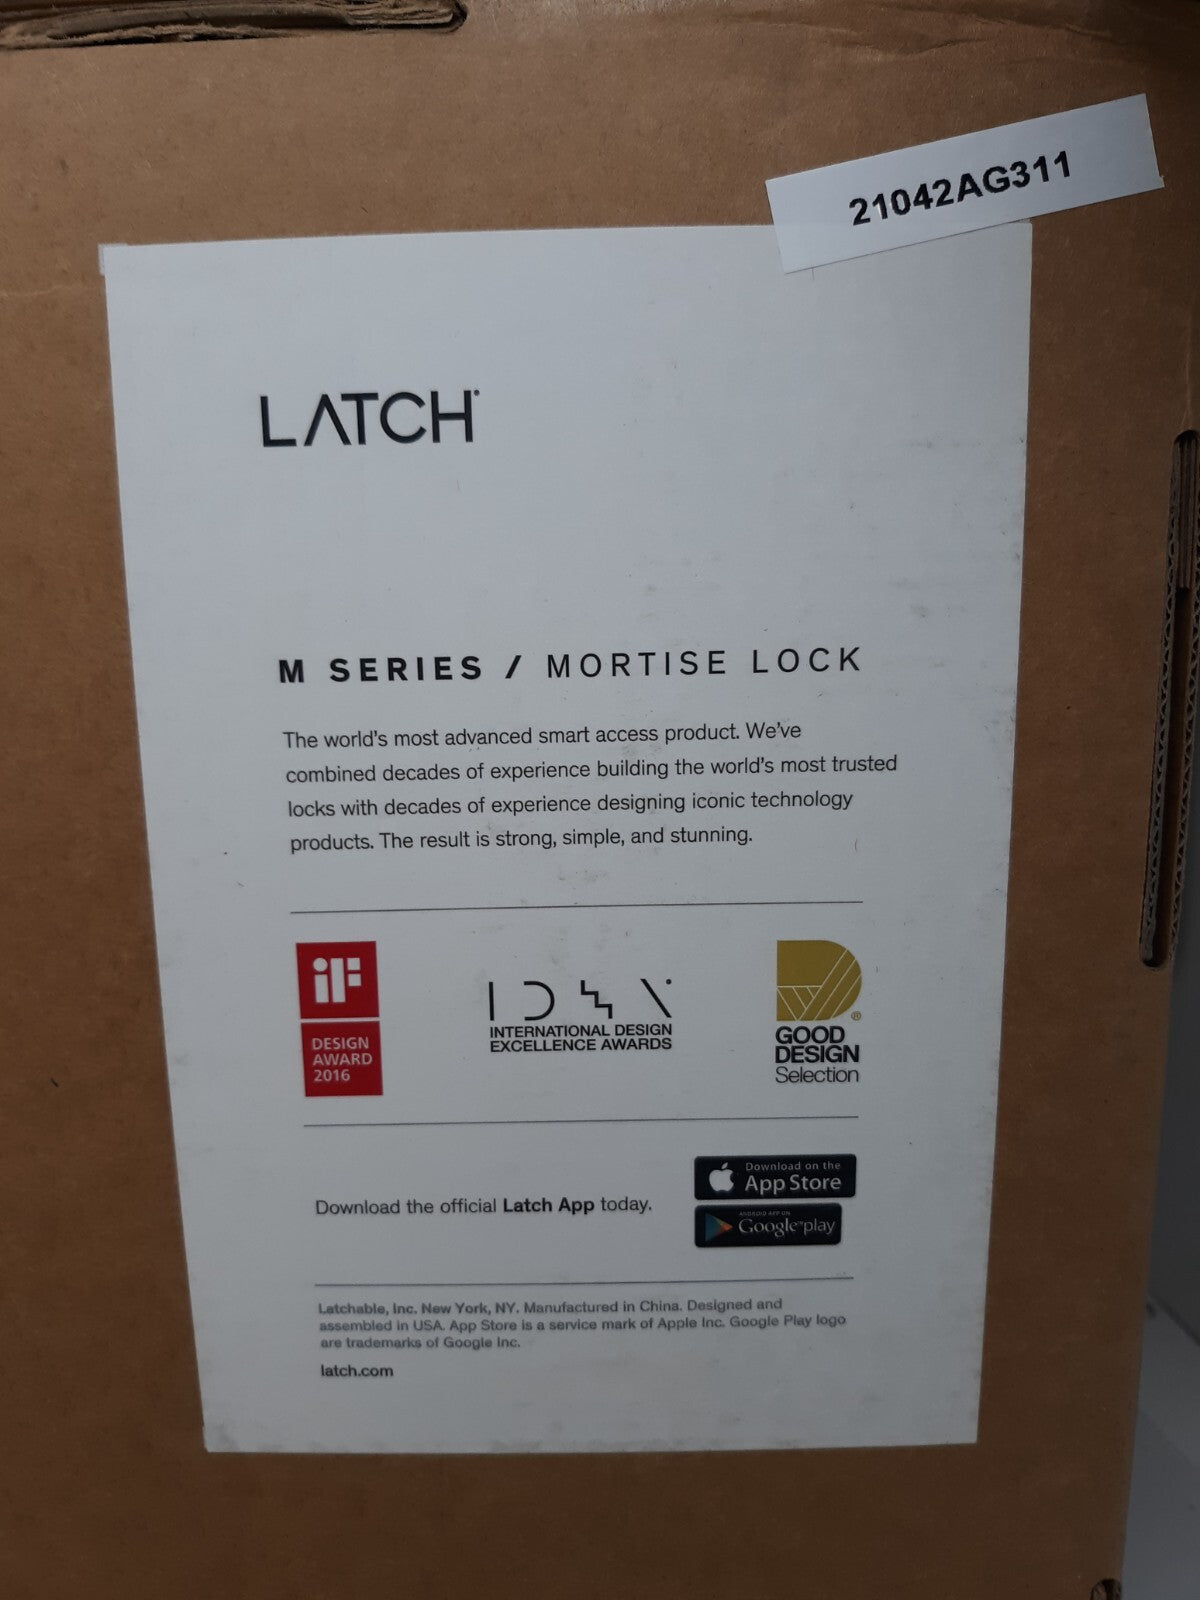 21042AG311
LATCH
M SERIES / MORTISE LOCK
The world's most advanced smart access product. We've
combined decades of experience building the world's most trusted
locks with decades of experience designing iconic technology
products. The result is strong, simple, and stunning.
iF
DESIGN
AWARD
2016
INTERNATIONAL DESIGN
EXCELLENCE AWARDS
®
GOOD
DESIGN
Selection
Download the official Latch App today.
Download on the
App Store
ANDROID APP ON
Google play
Latchable, Inc. New York, NY. Manufactured in China. Designed and
assembled in USA. App Store is a service mark of Apple Inc. Google Play logo
are trademarks of Google Inc.
latch.com